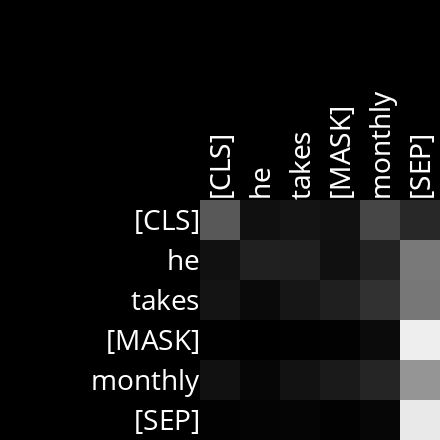 [CLS]
he
takes
[MASK]
monthly
[SEP]
[CLS]
he
takes
[MASK]
monthly
[SEP]